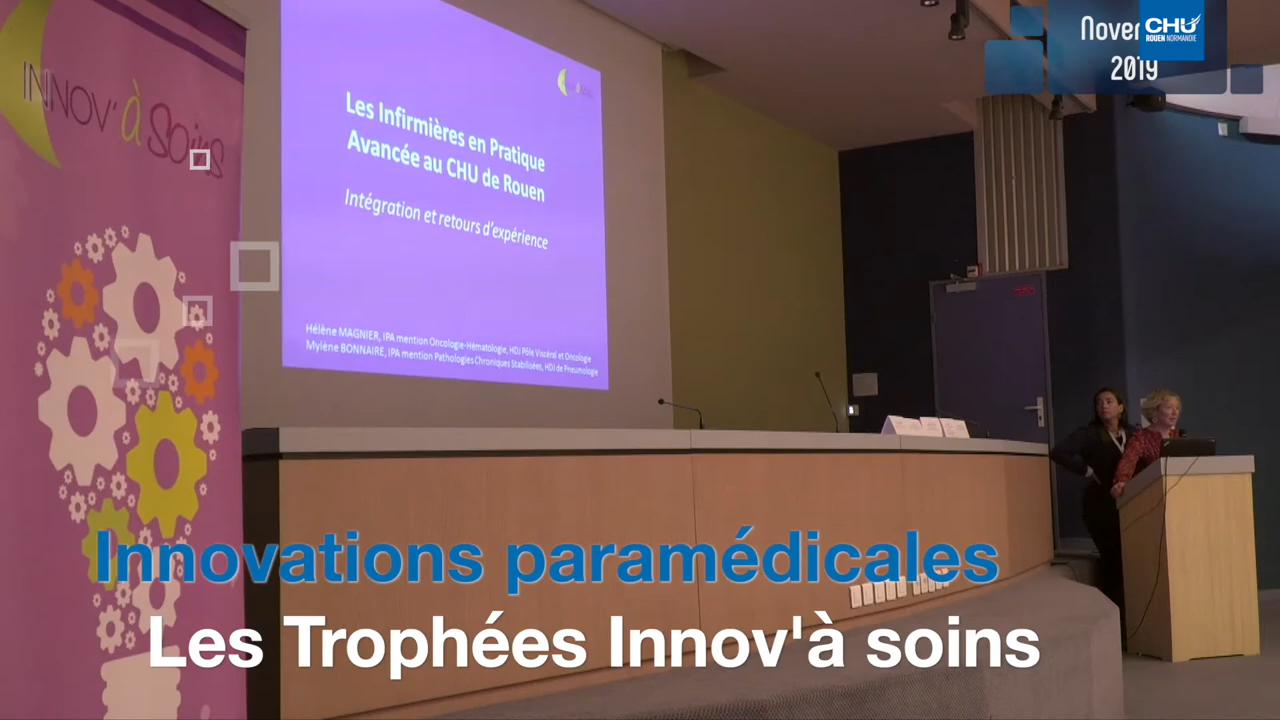 INNOV' à Soins
Les Infirmières en Pratique
Avancée au CHU de Rouen
Intégration et retours d'expérience
Hélène MAGNIER, IPA mention Oncologie-Hématologie, HDJ Pôle Viscéral et Oncologie
Mylène BONNAIRE, IPA mention Pathologies Chroniques Stabilisées, HDJ de Pneumologie
Novem
2019
CHU
ROUEN NORMANDIE
Innovations paramédicales
Les Trophées Innov'à soins